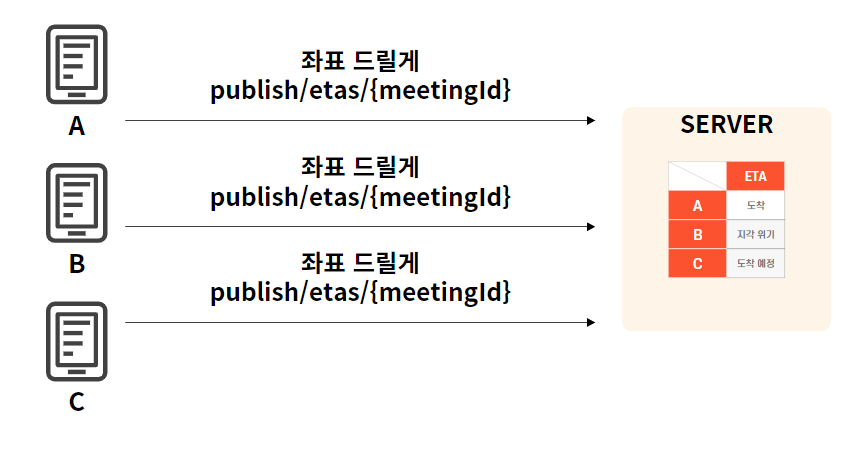 좌표 드릴게
publish/etas/{meetingId}
A
좌표 드릴게
publish/etas/{meetingId}
B
좌표 드릴게
publish/etas/{meetingId}
C
SERVER
ETA
A 도착
B 지각 위기
C 도착 예정